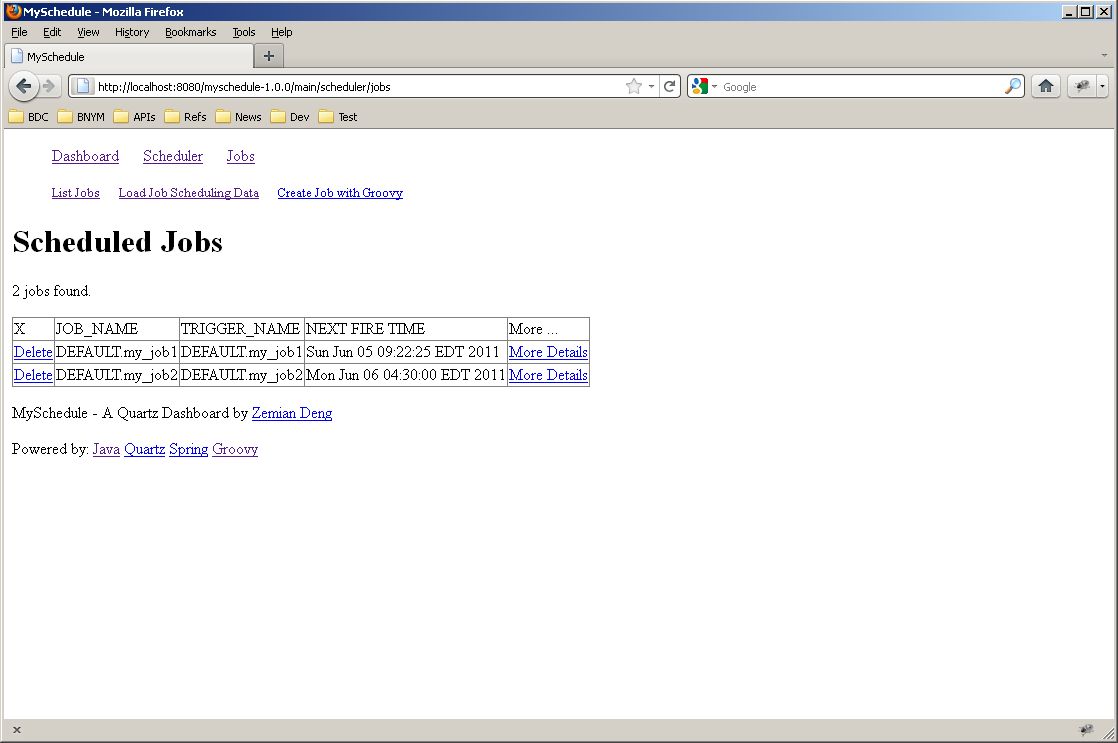 MySchedule - Mozilla Firefox
File Edit View History Bookmarks Tools Help
MySchedule
http://localhost:8080/myschedule-1.0.0/main/scheduler/jobs Google
BDC BNYM APIs Refs News Dev Test
Dashboard Scheduler Jobs
List Jobs Load Job Scheduling Data Create Job with Groovy
Scheduled Jobs
2 jobs found.
X JOB_NAME TRIGGER_NAME NEXT FIRE TIME More ...
Delete DEFAULT.my_job1 DEFAULT.my_job1 Sun Jun 05 09:22:25 EDT 2011 More Details
Delete DEFAULT.my_job2 DEFAULT.my_job2 Mon Jun 06 04:30:00 EDT 2011 More Details
MySchedule - A Quartz Dashboard by Zemian Deng
Powered by: Java Quartz Spring Groovy